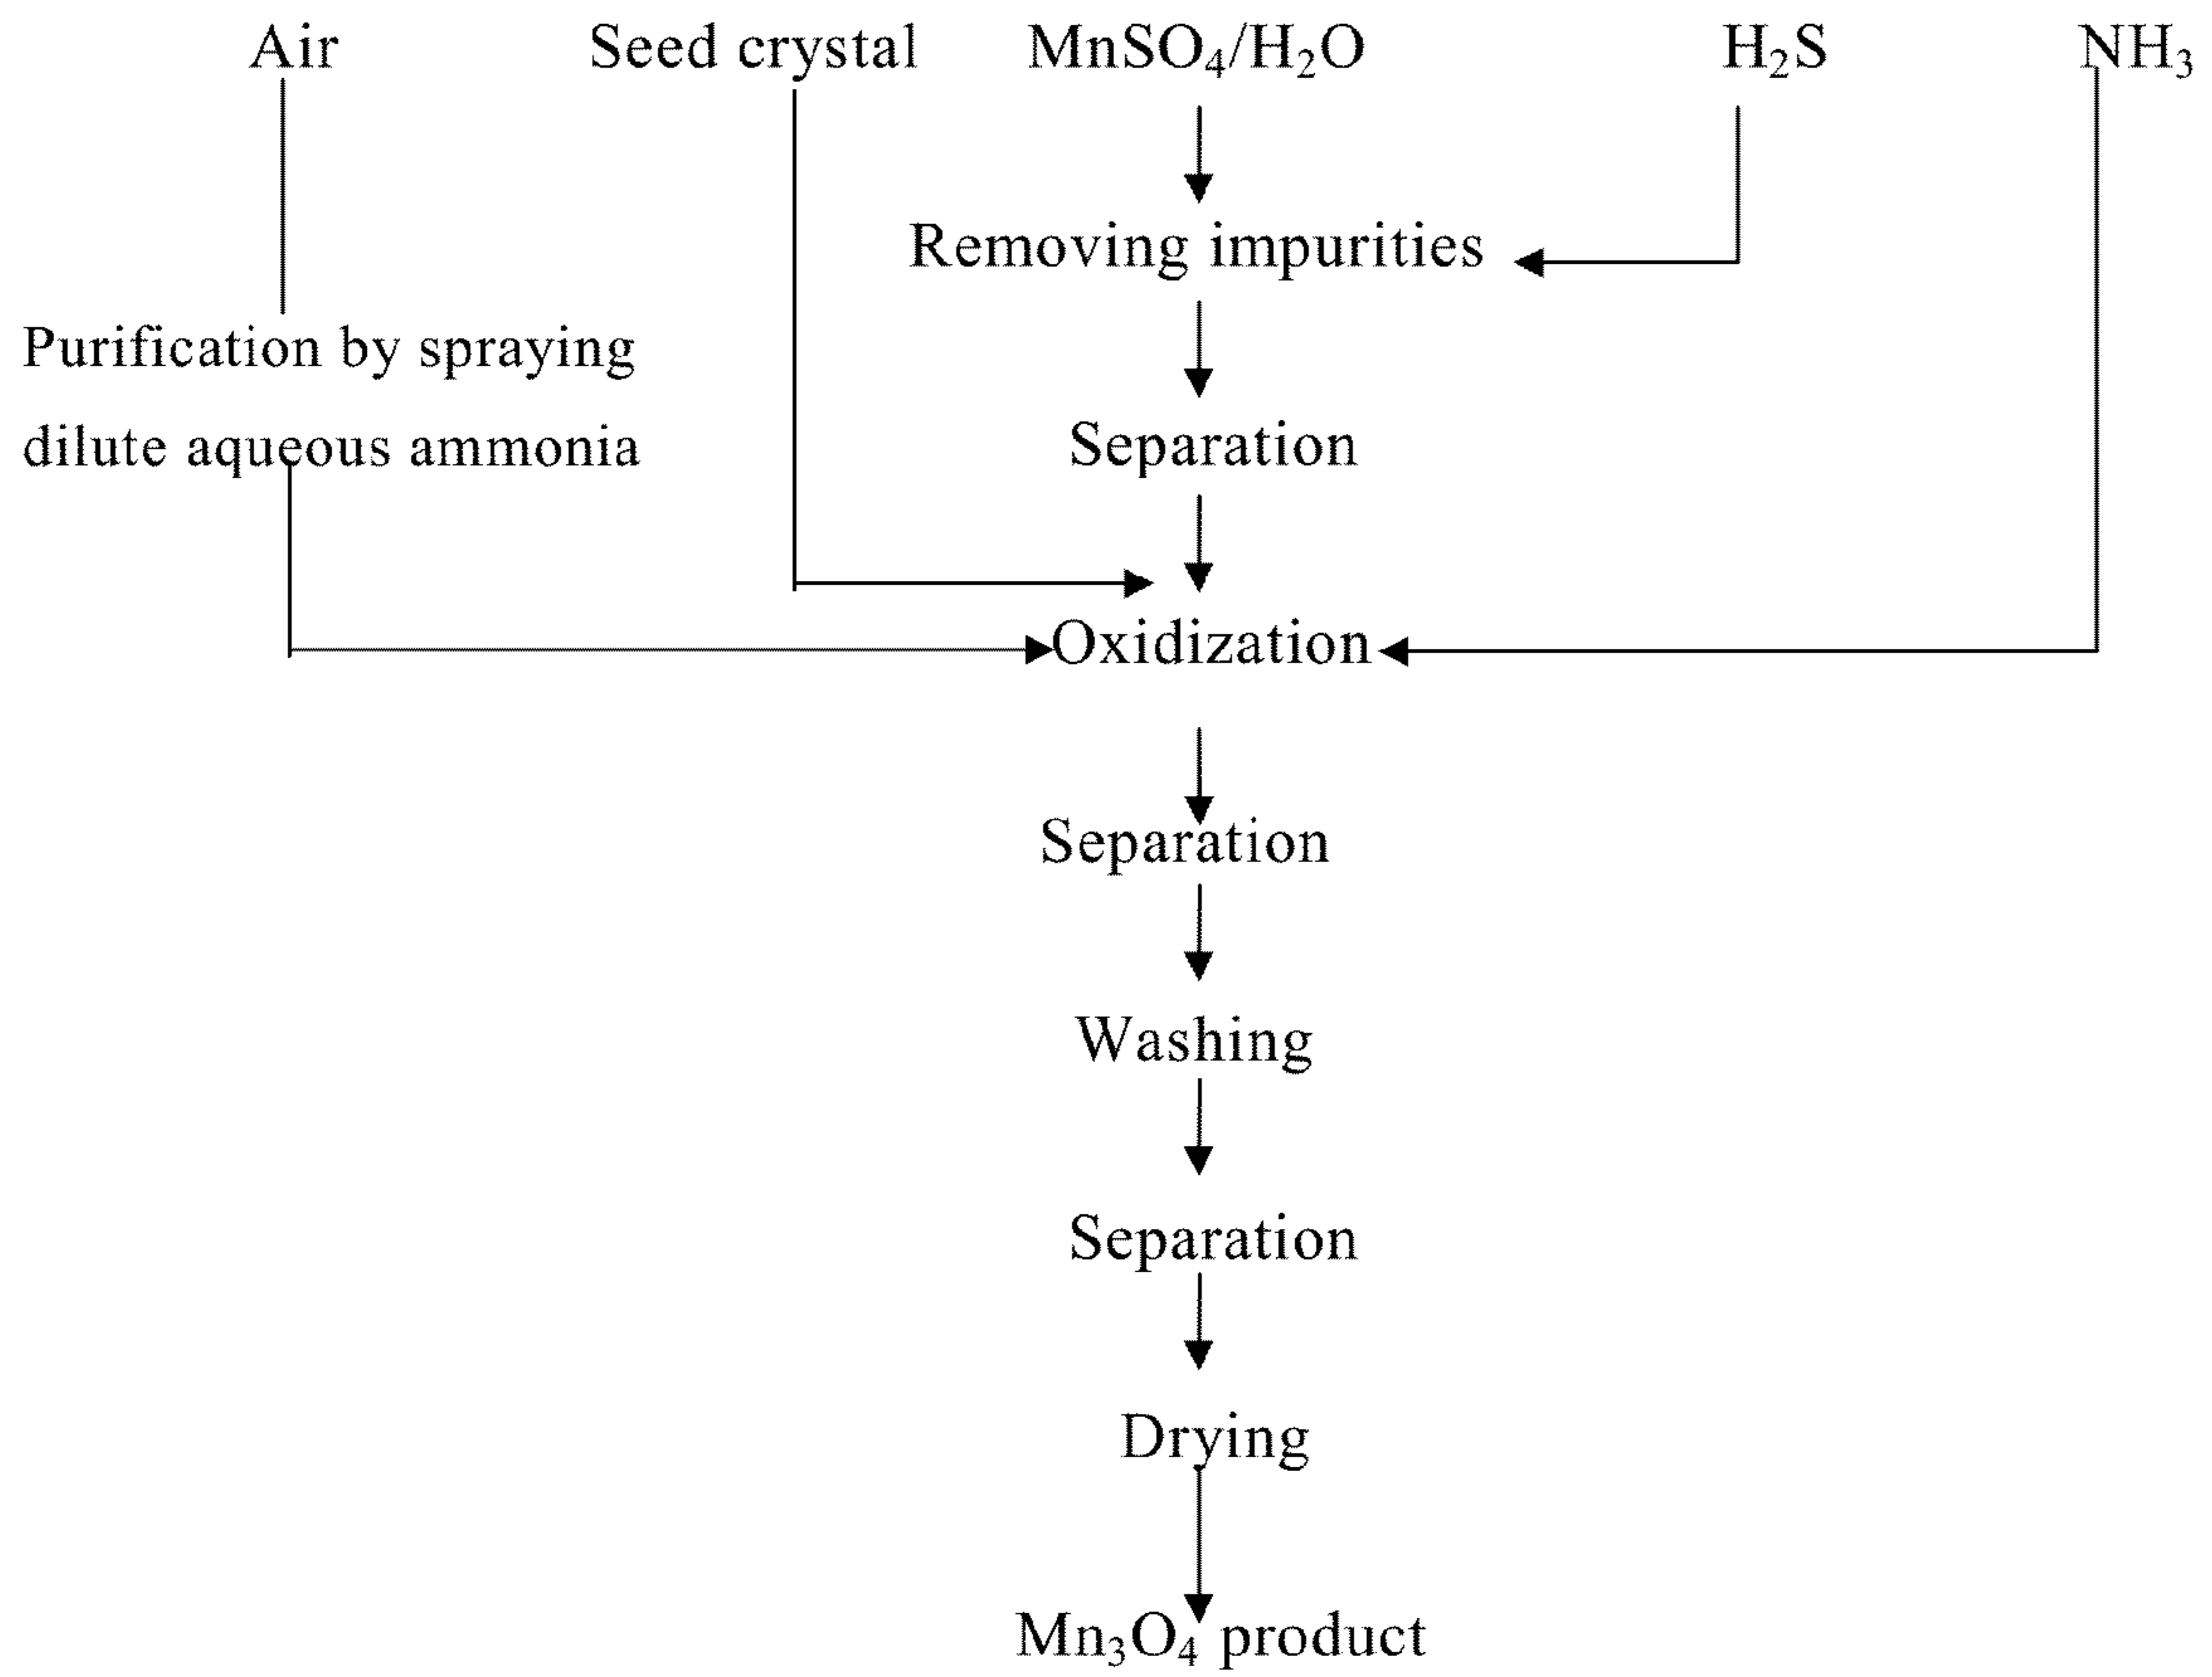 Air
Seed crystal
MnSO₄/H₂O
H₂S
NH₃
Removing impurities
Purification by spraying
dilute aqueous ammonia
Separation
Oxidization
Separation
Washing
Separation
Drying
Mn₃O₄ product